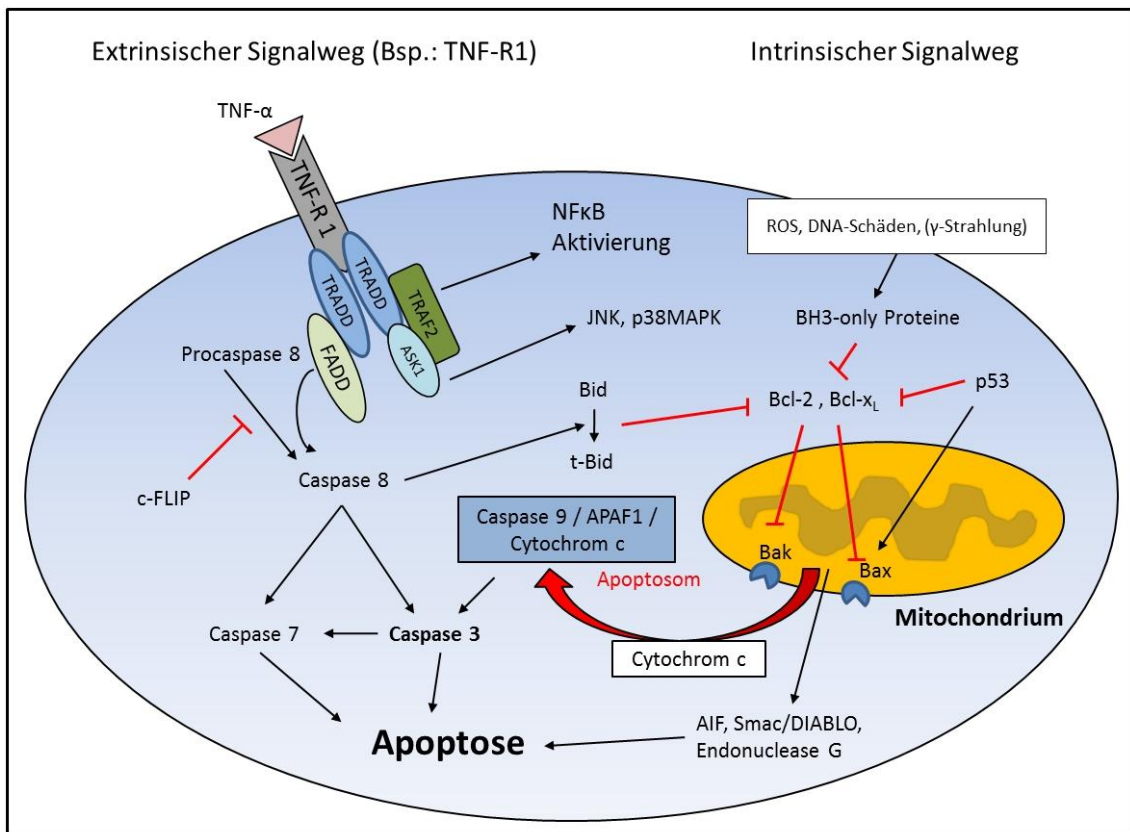 Extrinsischer Signalweg (Bsp.: TNF-R1)
Intrinsischer Signalweg
TNF-α
TNF-R 1
TRADD
TRADD
TRAF2
FADD
ASK1
NFκB
Aktivierung
ROS, DNA-Schäden, (γ-Strahlung)
JNK, p38MAPK
BH3-only Proteine
Procaspase 8
Bid
Bcl-2 , Bcl-xL
p53
t-Bid
c-FLIP
Caspase 8
Caspase 9 / APAF1 /
Cytochrom c
Apoptosom
Bak
Bax
Mitochondrium
Caspase 7
Caspase 3
Cytochrom c
Apoptose
AIF, Smac/DIABLO,
Endonuclease G